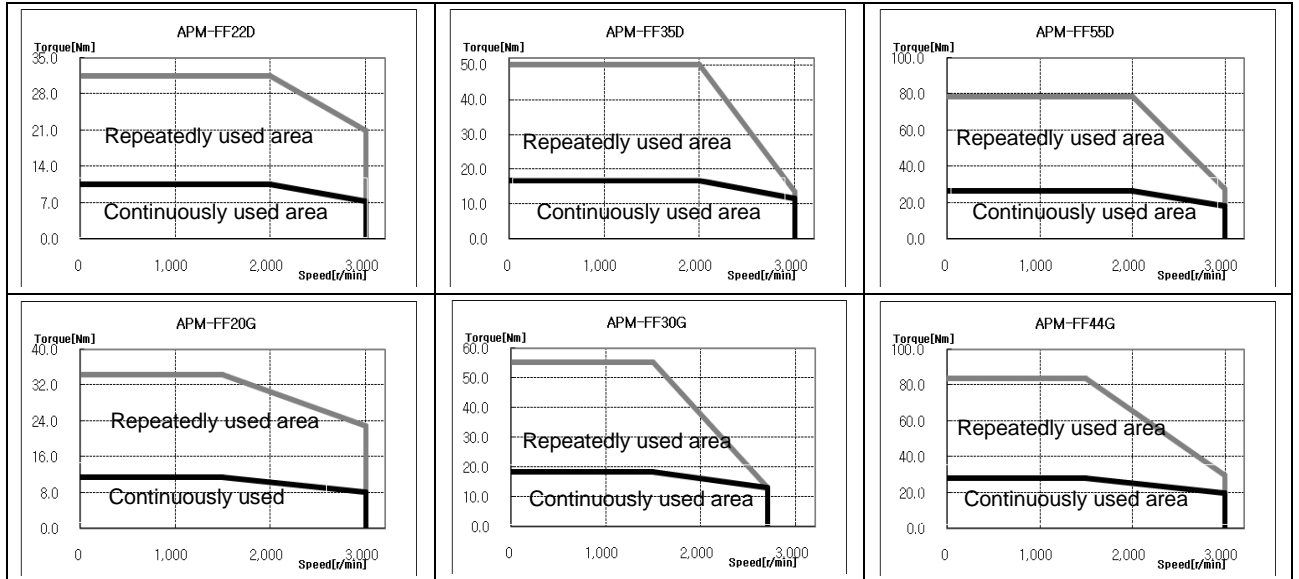 APM-FF22D
Torque[Nm]
35.0
28.0
21.0
14.0
7.0
0.0
Repeatedly used area
Continuously used area
0 1,000 2,000 3,000
Speed[r/min]
APM-FF35D
Torque[Nm]
50.0
40.0
30.0
20.0
10.0
0.0
Repeatedly used area
Continuously used area
0 1,000 2,000 3,000
Speed[r/min]
APM-FF55D
Torque[Nm]
100.0
80.0
60.0
40.0
20.0
0.0
Repeatedly used area
Continuously used area
0 1,000 2,000 3,000
Speed[r/min]
APM-FF20G
Torque[Nm]
40.0
32.0
24.0
16.0
8.0
0.0
Repeatedly used area
Continuously used
0 1,000 2,000 3,000
Speed[r/min]
APM-FF30G
Torque[Nm]
60.0
50.0
40.0
30.0
20.0
10.0
0.0
Repeatedly used area
Continuously used area
0 1,000 2,000 3,000
Speed[r/min]
APM-FF44G
Torque[Nm]
100.0
80.0
60.0
40.0
20.0
0.0
Repeatedly used area
Continuously used area
0 1,000 2,000 3,000
Speed[r/min]